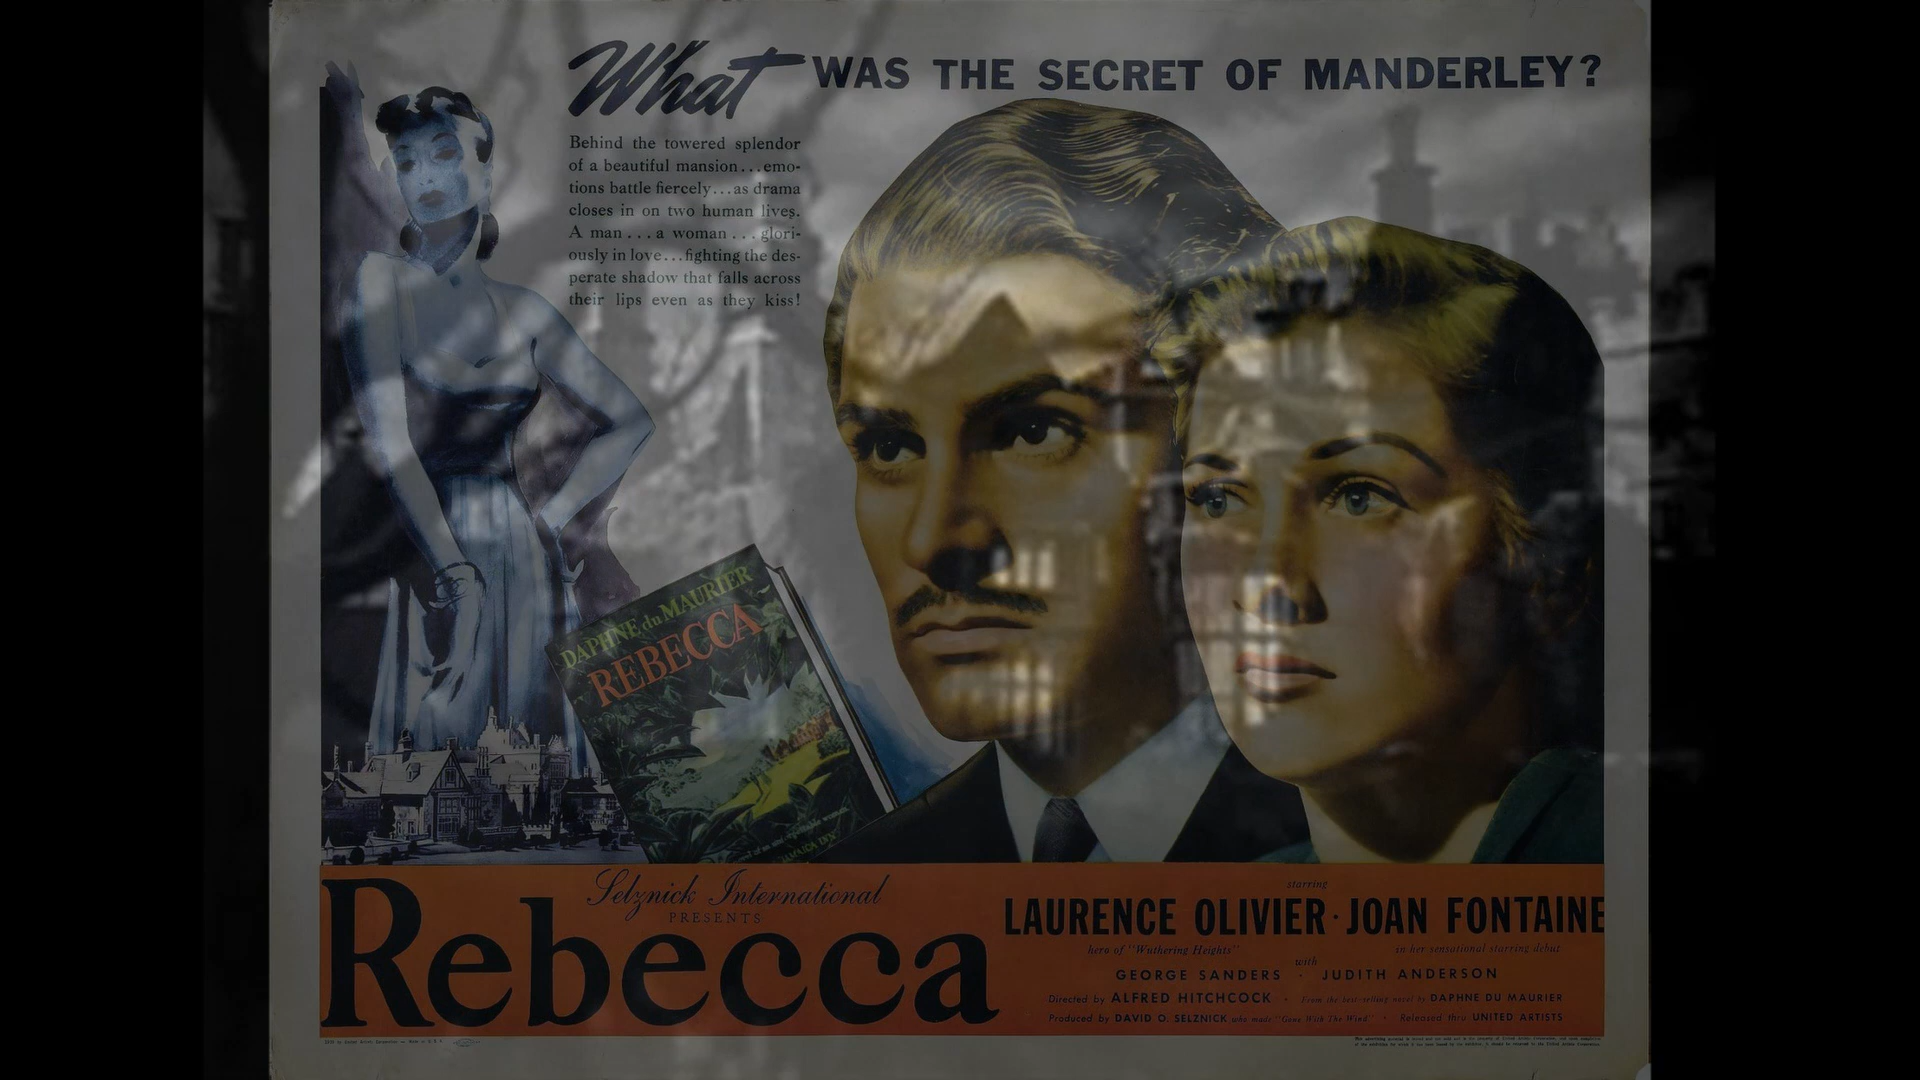 What WAS THE SECRET OF MANDERLEY?
Behind the towered splendor
of a beautiful mansion...emo-
tions battle fiercely...as drama
closes in on two human lives.
A man...a woman...glori-
ously in love...fighting the des-
perate shadow that falls across
their lips even as they kiss!
DAPHNE du MAURIER
REBECCA
JAMAICA INN
Selznick International
PRESENTS
Rebecca
starring
LAURENCE OLIVIER · JOAN FONTAINE
hero of "Wuthering Heights"
in her sensational starring debut
with
GEORGE SANDERS · JUDITH ANDERSON
Directed by ALFRED HITCHCOCK · From the best-selling novel by DAPHNE DU MAURIER
Produced by DAVID O. SELZNICK who made "Gone With The Wind" · Released thru UNITED ARTISTS